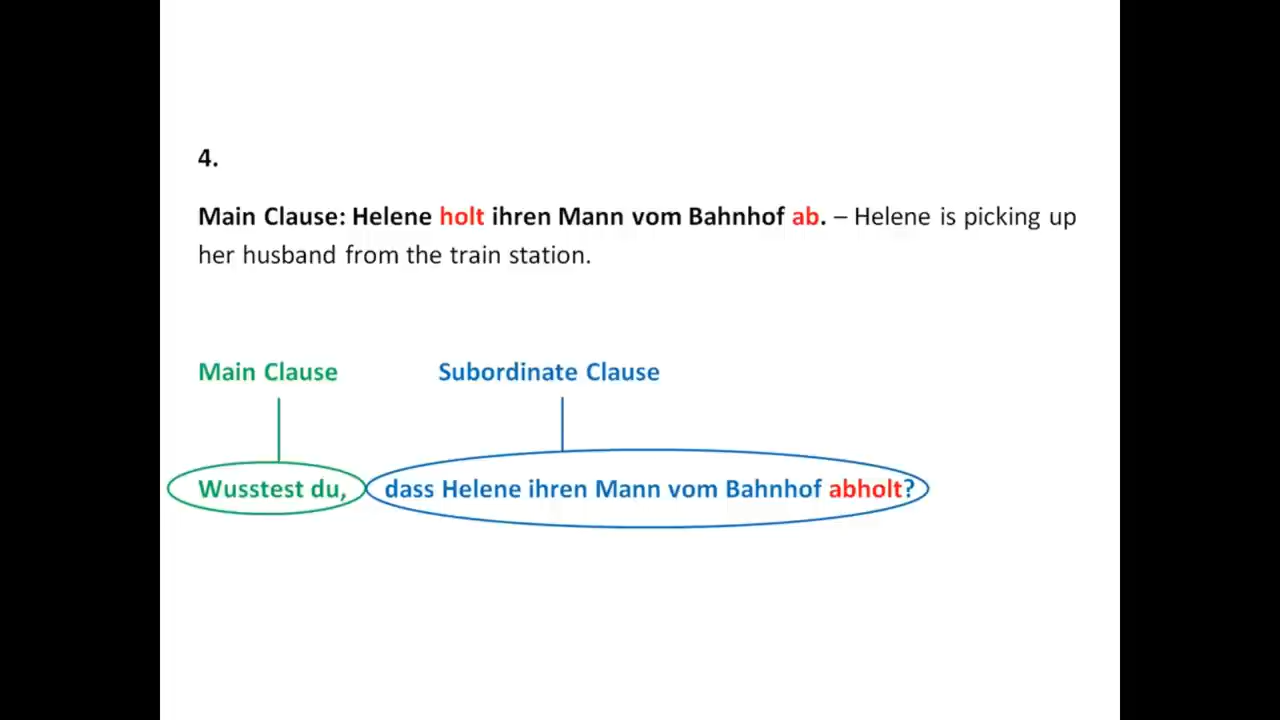 4.
Main Clause: Helene holt ihren Mann vom Bahnhof ab. – Helene is picking up
her husband from the train station.
Main Clause Subordinate Clause
Wusstest du, dass Helene ihren Mann vom Bahnhof abholt?